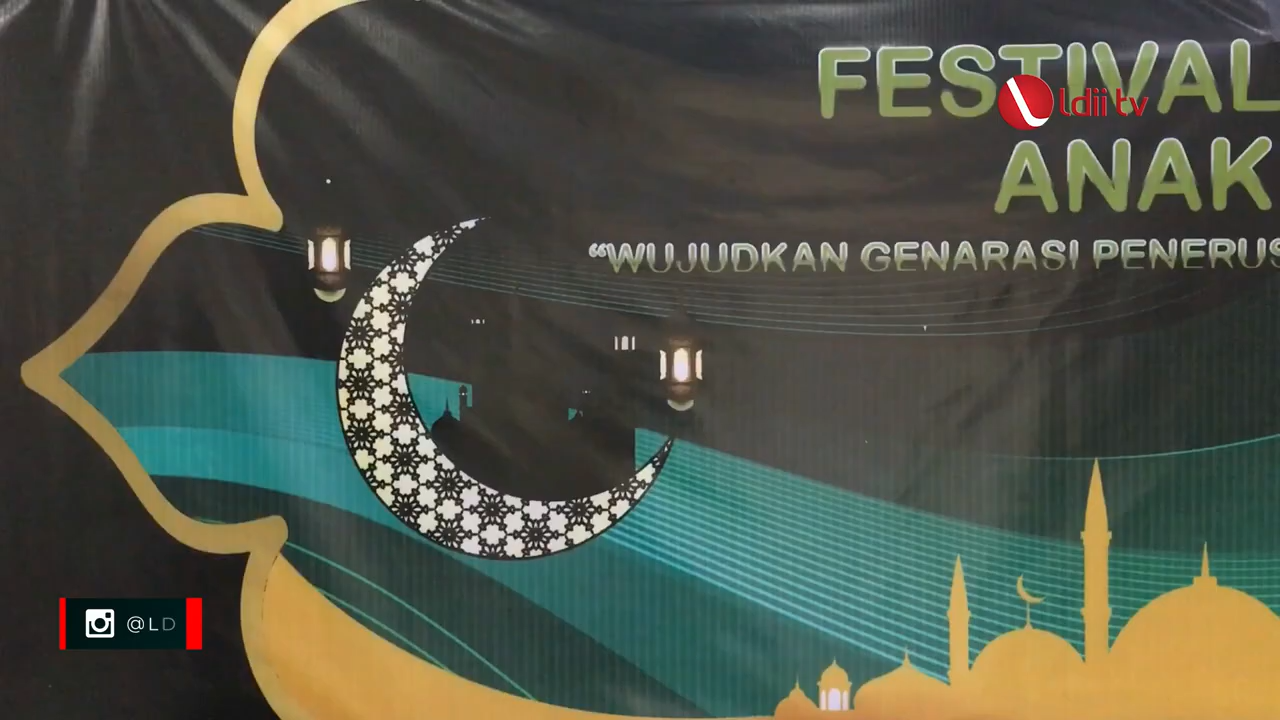 FESTIVAL
ldii tv
ANAK
“WUJUDKAN GENARASI PENERUS
@LD